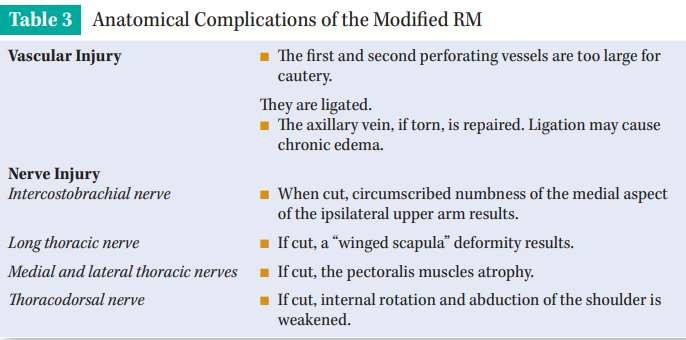 Table 3 Anatomical Complications of the Modified RM
Vascular Injury ■ The first and second perforating vessels are too large for
cautery.
They are ligated.
■ The axillary vein, if torn, is repaired. Ligation may cause
chronic edema.
Nerve Injury
Intercostobrachial nerve ■ When cut, circumscribed numbness of the medial aspect
of the ipsilateral upper arm results.
Long thoracic nerve ■ If cut, a “winged scapula” deformity results.
Medial and lateral thoracic nerves ■ If cut, the pectoralis muscles atrophy.
Thoracodorsal nerve ■ If cut, internal rotation and abduction of the shoulder is
weakened.